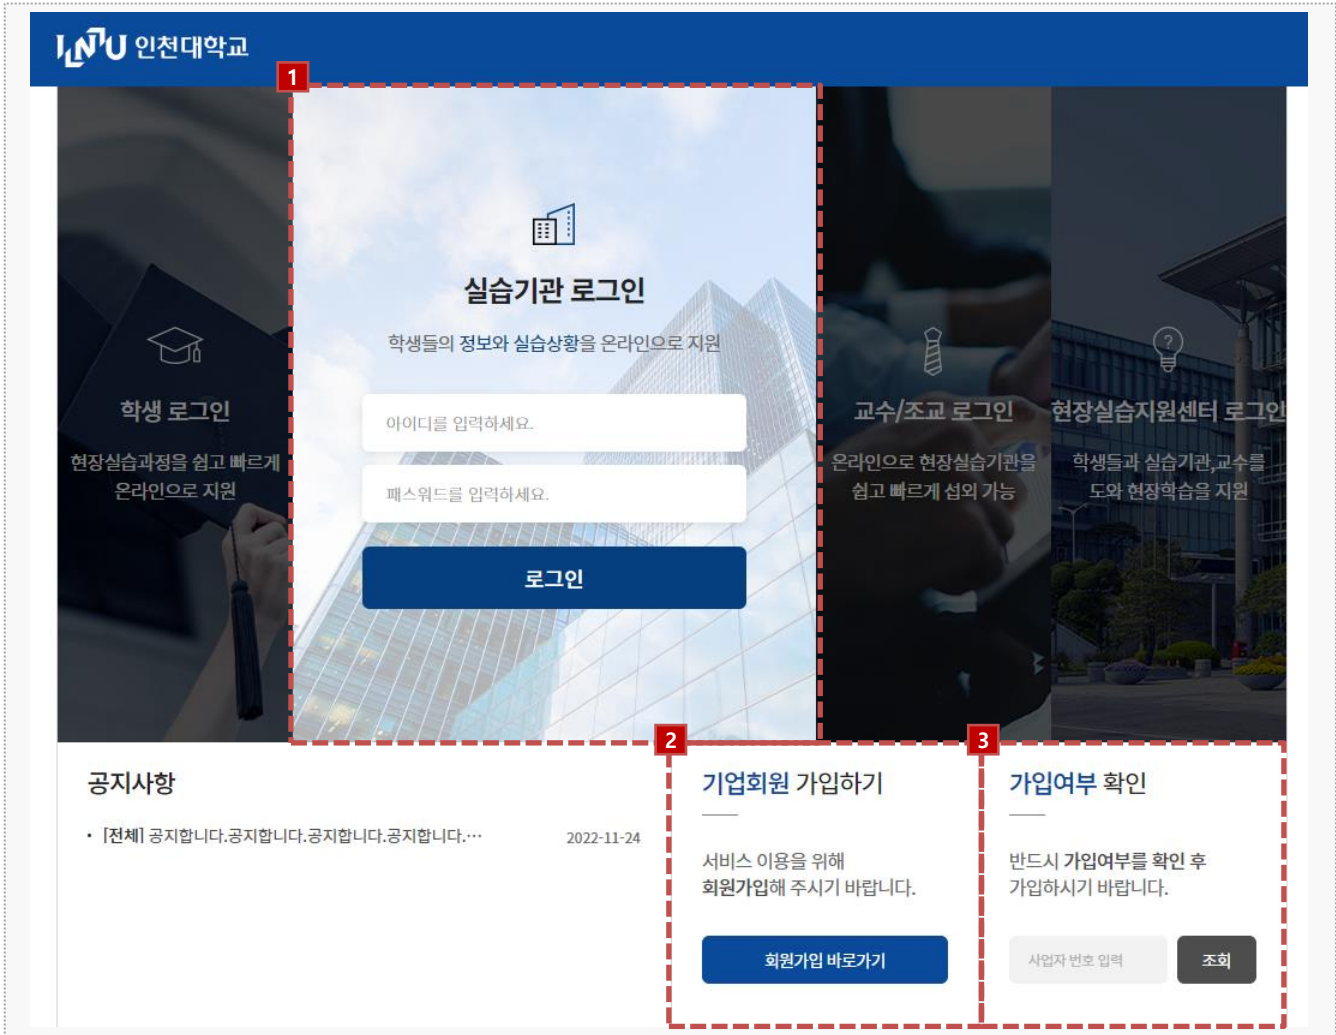 INU 인천대학교
1
실습기관 로그인
학생들의 정보와 실습상황을 온라인으로 지원
아이디를 입력하세요.
패스워드를 입력하세요.
로그인
학생 로그인
현장실습과정을 쉽고 빠르게
온라인으로 지원
교수/조교 로그인
온라인으로 현장실습기관을
쉽고 빠르게 섭외 가능
현장실습지원센터 로그인
학생들과 실습기관,교수를
도와 현장학습을 지원
공지사항
• [전체] 공지합니다.공지합니다.공지합니다.공지합니다.… 2022-11-24
2
기업회원 가입하기
서비스 이용을 위해
회원가입해 주시기 바랍니다.
회원가입 바로가기
3
가입여부 확인
반드시 가입여부를 확인 후
가입하시기 바랍니다.
사업자 번호 입력
조회